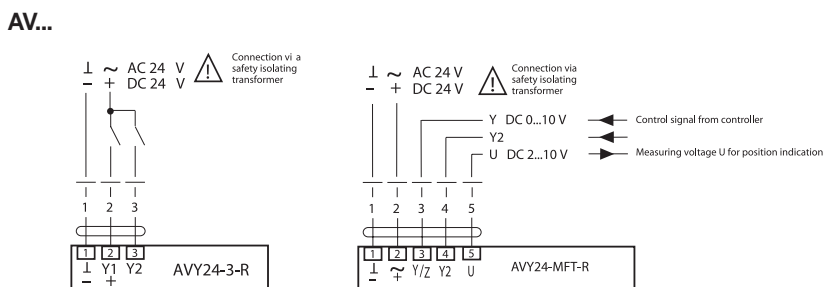 AV...
⊥ ~ AC 24 V
- + DC 24 V
Connection vi a
safety isolating
transformer
1 2 3
1 2 3
⊥ Y1 Y2
- +
AVY24-3-R
⊥ ~ AC 24 V
- + DC 24 V
Connection via
safety isolating
transformer
Y DC 0...10 V
Control signal from controller
Y2
U DC 2...10 V
Measuring voltage U for position indication
1 2 3 4 5
1 2 3 4 5
⊥ ~ Y/Z Y2 U
- +
AVY24-MFT-R